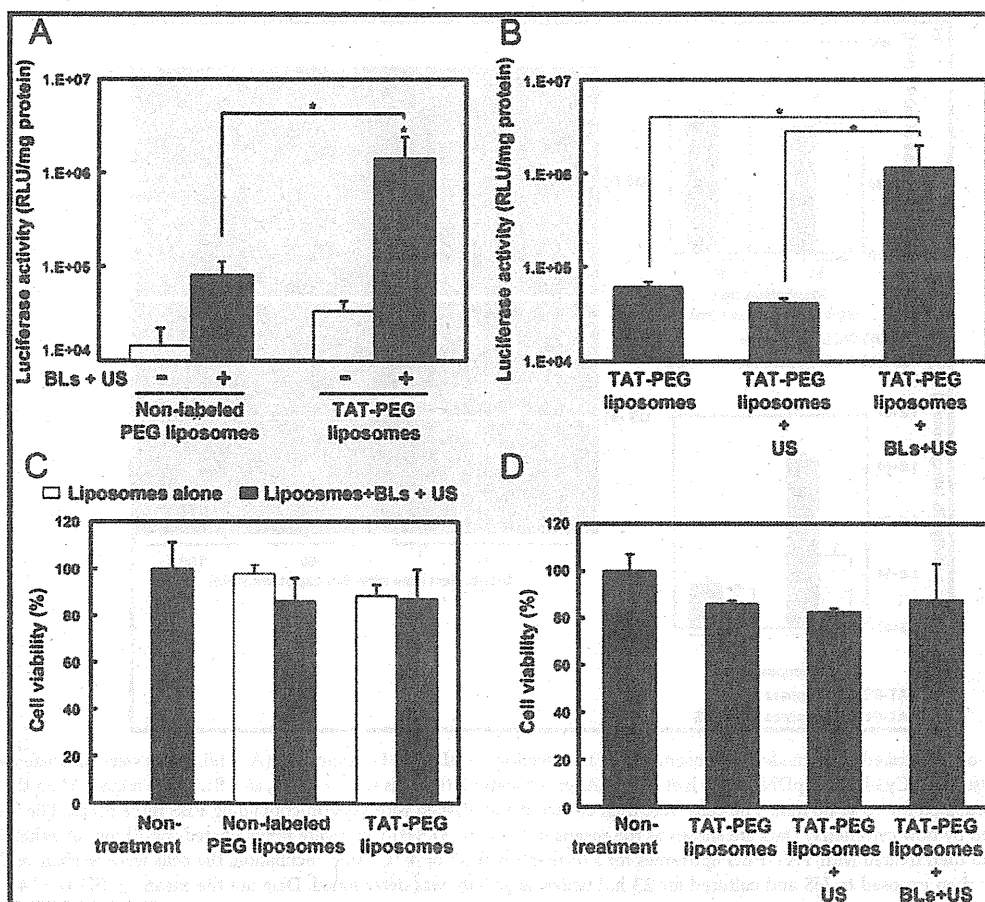 A
Luciferase activity (RLU/mg protein)
1.E+07
1.E+06
1.E+05
1.E+04
*
*
BLs + US
− + − +
Non-labeled
PEG liposomes
TAT-PEG
liposomes
B
Luciferase activity (RLU/mg protein)
1.E+07
1.E+06
1.E+05
1.E+04
*
*
TAT-PEG
liposomes
TAT-PEG
liposomes
+
US
TAT-PEG
liposomes
+
BLs+US
C
Liposomes alone
Lipoosmes+BLs + US
Cell viability (%)
120
100
80
60
40
20
0
Non-
treatment
Non-labeled
PEG liposomes
TAT-PEG
liposomes
D
Cell viability (%)
120
100
80
60
40
20
0
Non-
treatment
TAT-PEG
liposomes
TAT-PEG
liposomes
+
US
TAT-PEG
liposomes
+
BLs+US